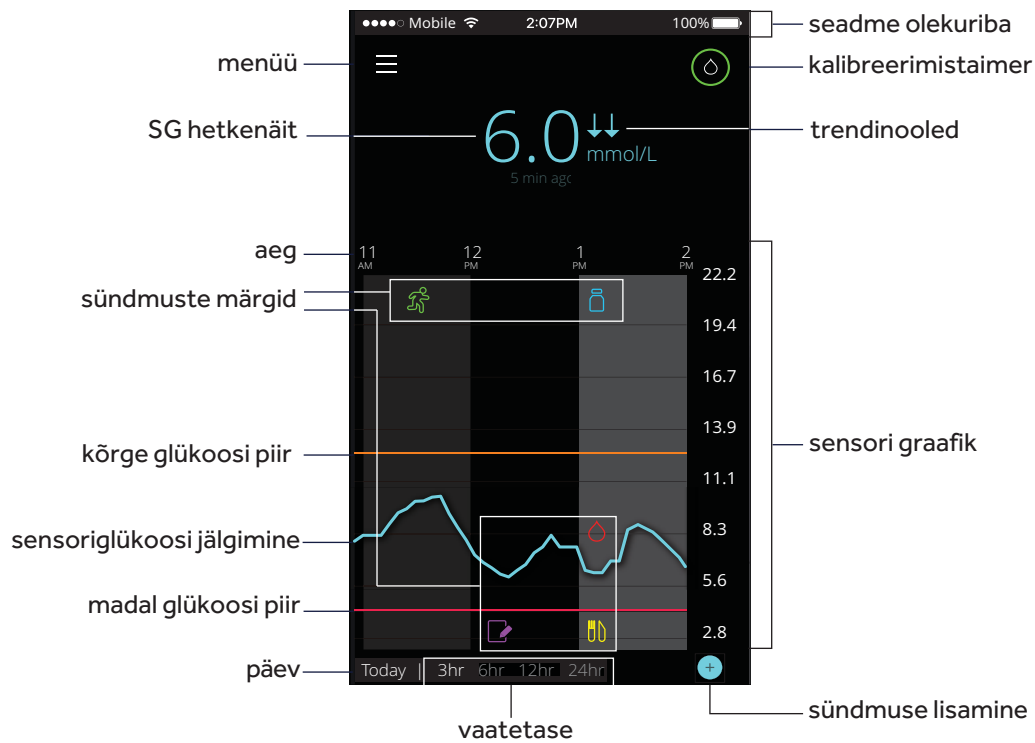 Mobile 2:07PM 100%
seadme olekuriba
menüü
kalibreerimistaimer
SG hetkenäit
6.0
mmol/L
5 min ago
trendinooled
aeg
11 AM 12 PM 1 PM 2 PM
sündmuste märgid
22.2
19.4
16.7
13.9
11.1
8.3
5.6
2.8
kõrge glükoosi piir
sensori graafik
sensoriglükoosi jälgimine
madal glükoosi piir
päev
Today | 3hr 6hr 12hr 24hr
+
vaatetase
sündmuse lisamine